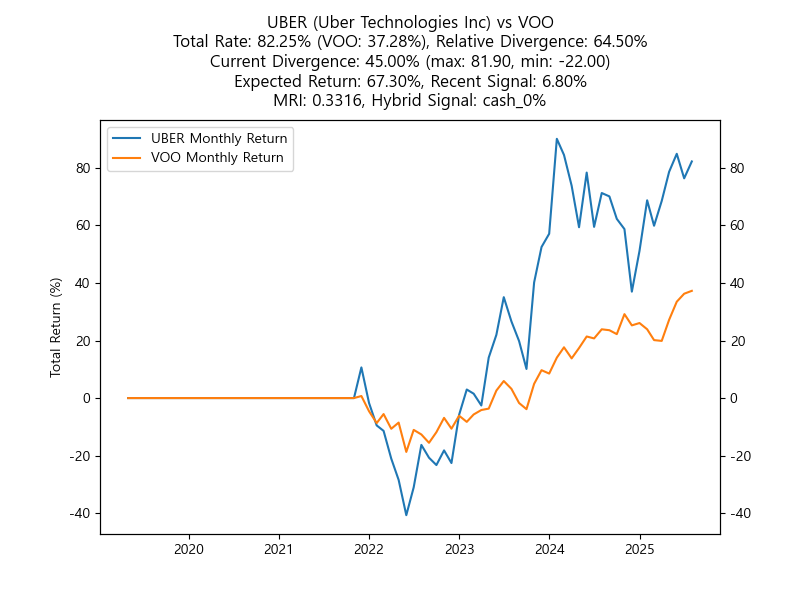 UBER (Uber Technologies Inc) vs VOO
Total Rate: 82.25% (VOO: 37.28%), Relative Divergence: 64.50%
Current Divergence: 45.00% (max: 81.90, min: -22.00)
Expected Return: 67.30%, Recent Signal: 6.80%
MRI: 0.3316, Hybrid Signal: cash_0%
UBER Monthly Return
VOO Monthly Return
Total Return (%)
80
60
40
20
0
-20
-40
80
60
40
20
0
-20
-40
2020
2021
2022
2023
2024
2025